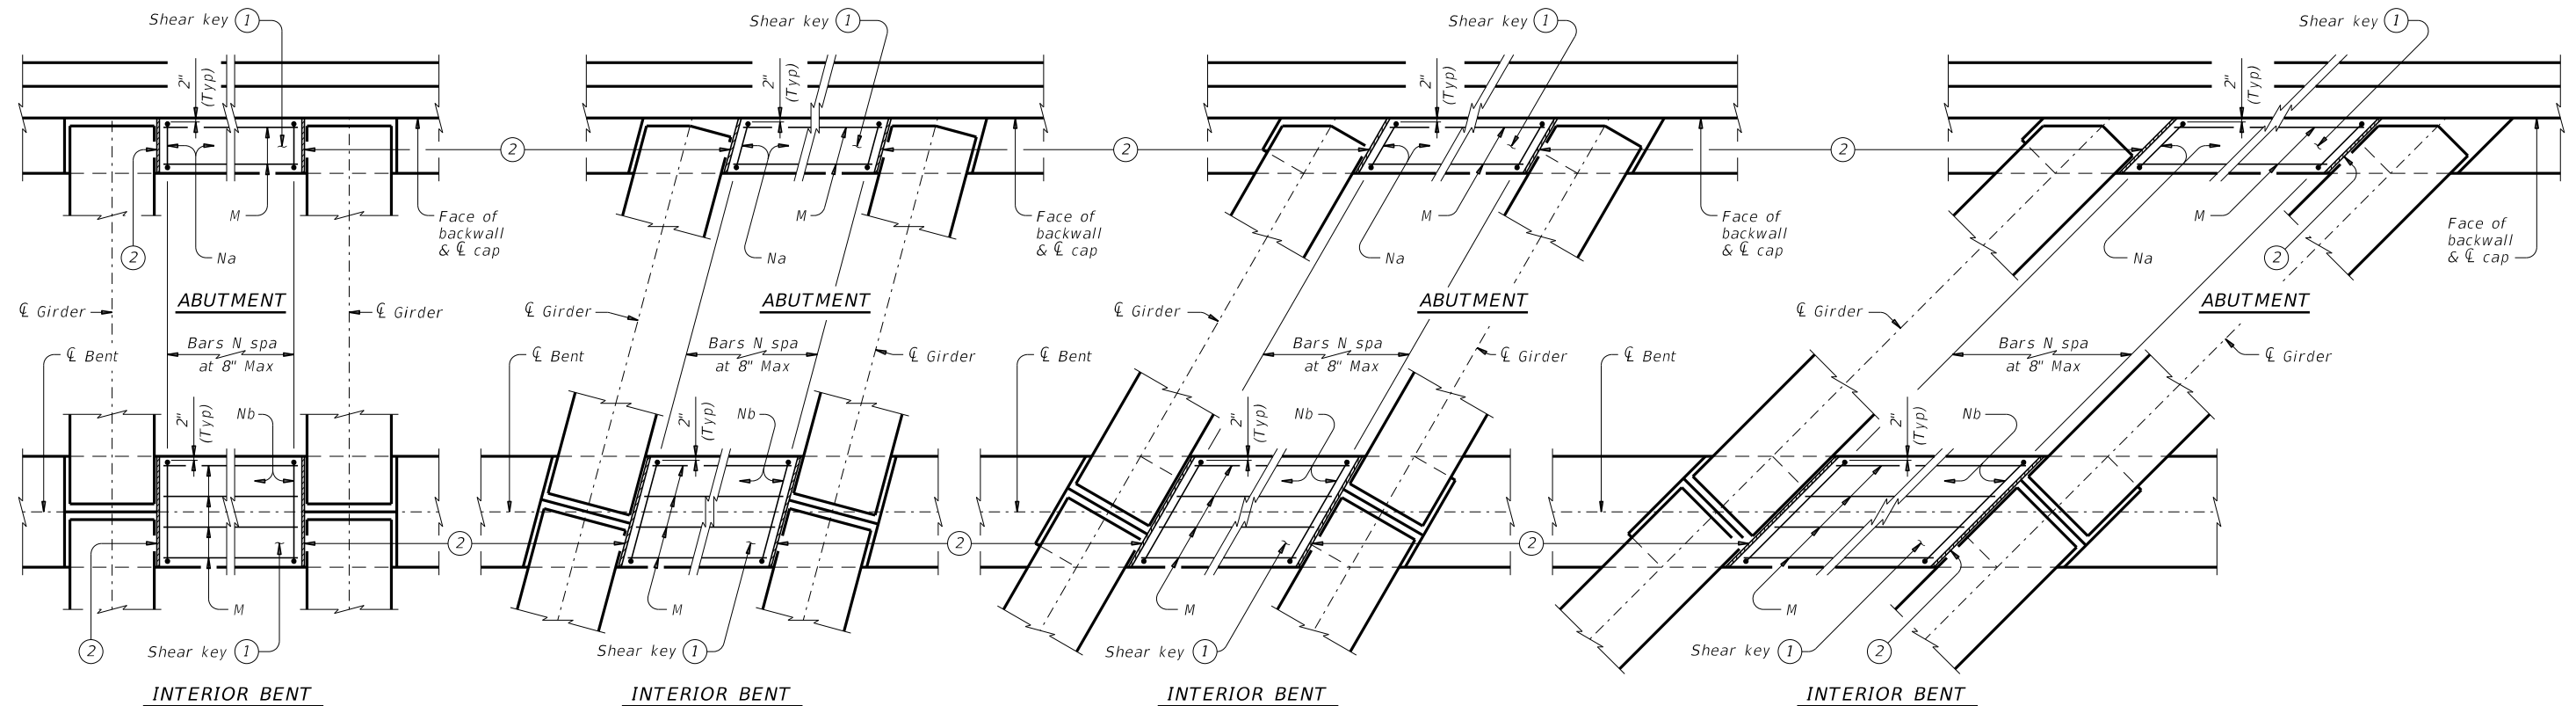 Shear key 1
Shear key 1
Shear key 1
Shear key 1
2"
(Typ)
2"
(Typ)
2"
(Typ)
2"
(Typ)
2
2
2
M
Na
2
Face of
backwall
& ℄ cap
M
Na
Face of
backwall
& ℄ cap
M
Na
Face of
backwall
& ℄ cap
M
Na
2
Face of
backwall
& ℄ cap
ABUTMENT
ABUTMENT
ABUTMENT
ABUTMENT
℄ Girder
℄ Girder
℄ Girder
℄ Girder
℄ Girder
℄ Girder
℄ Girder
℄ Girder
℄ Bent
Bars N spa
at 8" Max
℄ Bent
Bars N spa
at 8" Max
℄ Bent
Bars N spa
at 8" Max
℄ Bent
Bars N spa
at 8" Max
2"
(Typ)
Nb
2"
(Typ)
Nb
2"
(Typ)
Nb
2"
(Typ)
Nb
2
2
2
M
M
M
M
2
Shear key 1
Shear key 1
Shear key 1
Shear key 1
2
INTERIOR BENT
INTERIOR BENT
INTERIOR BENT
INTERIOR BENT